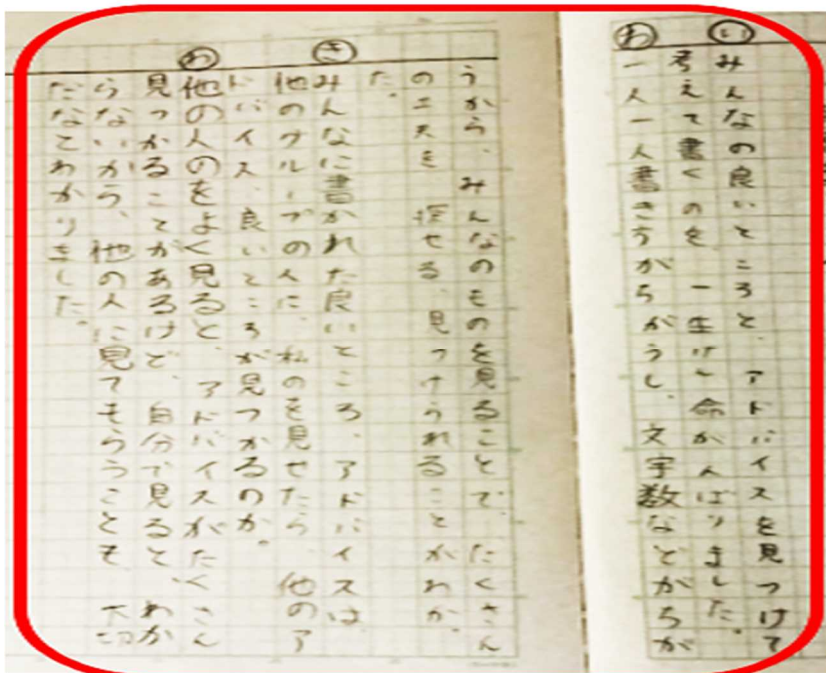 い
みんなの良いところと、アドバイスを見つけて
考えて書くのを、一生けん命がんばりました。
わ
一人一人書き方がちがうし、文字数などがちが
うから、みんなのものを見ることで、たくさん
のエスを探せる、見つけられることがわか、
た。
き
みんなに書かれた良いところ、アドバイスは、
他のグループの人に、私のを見せたら、他のア
ドバイス、良いところが見つかるのか。
わ
他の人のをよく見ると、アドバイスがたくさん
見つかることがあるけど、自分で見ると、わか
らないから、他の人に見てもらうことも大切
だなとわかりました。